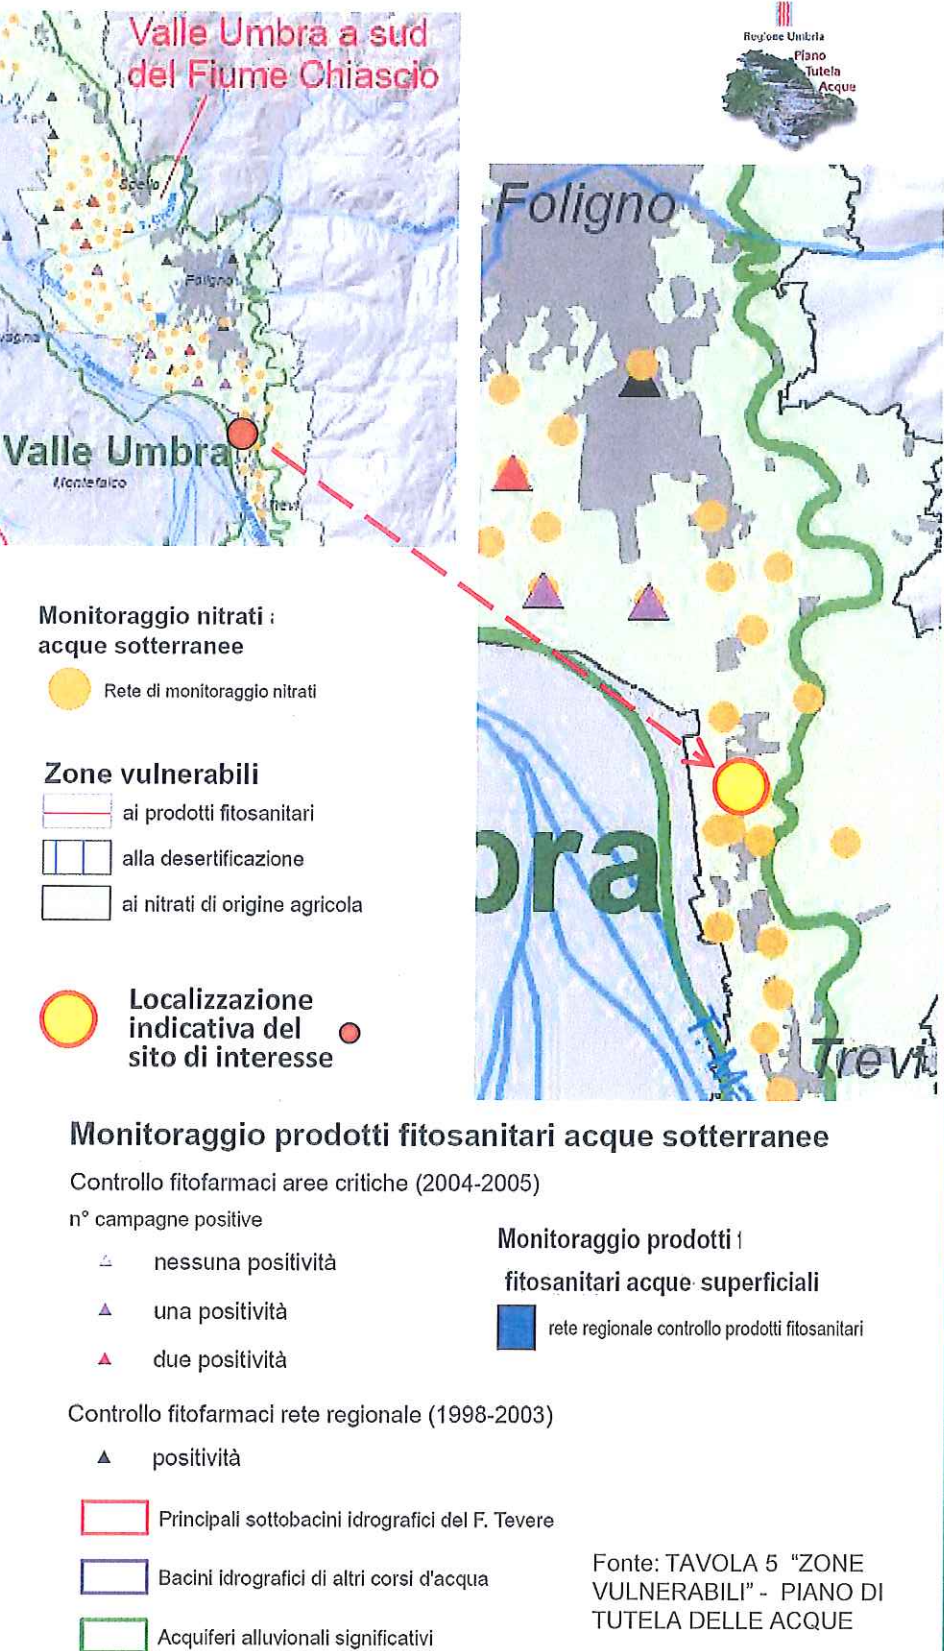 Valle Umbra a sud
del Fiume Chiascio
Regione Umbria
Piano
Tutela
Acque
Spello
Foligno
Valle Umbra
Montefalco
Trevi
Foligno
bra
Trevi
Monitoraggio nitrati
acque sotterranee
Rete di monitoraggio nitrati
Zone vulnerabili
ai prodotti fitosanitari
alla desertificazione
ai nitrati di origine agricola
Localizzazione
indicativa del
sito di interesse
Monitoraggio prodotti fitosanitari acque sotterranee
Controllo fitofarmaci aree critiche (2004-2005)
n° campagne positive
nessuna positività
una positività
due positività
Monitoraggio prodotti
fitosanitari acque superficiali
rete regionale controllo prodotti fitosanitari
Controllo fitofarmaci rete regionale (1998-2003)
positività
Principali sottobacini idrografici del F. Tevere
Bacini idrografici di altri corsi d'acqua
Acquiferi alluvionali significativi
Fonte: TAVOLA 5 "ZONE
VULNERABILI" - PIANO DI
TUTELA DELLE ACQUE